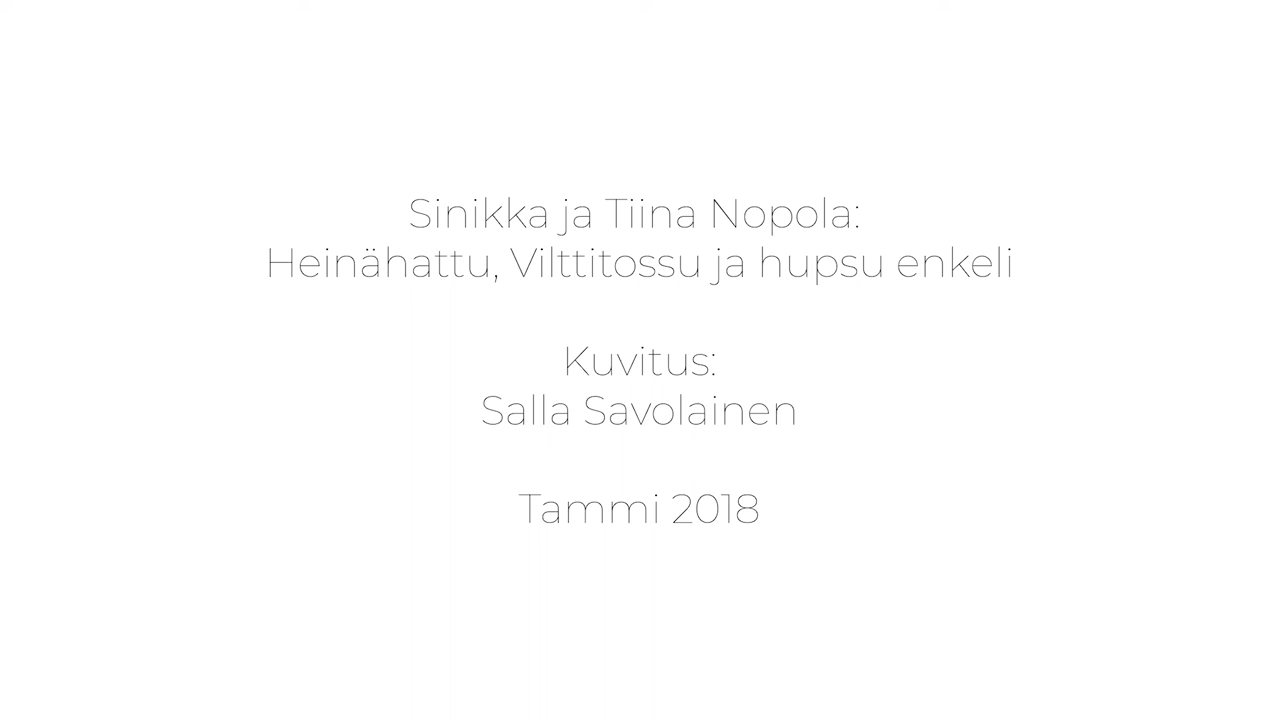 Sinikka ja Tiina Nopola:
Heinähattu, Vilttitossu ja hupsu enkeli
Kuvitus:
Salla Savolainen
Tammi 2018